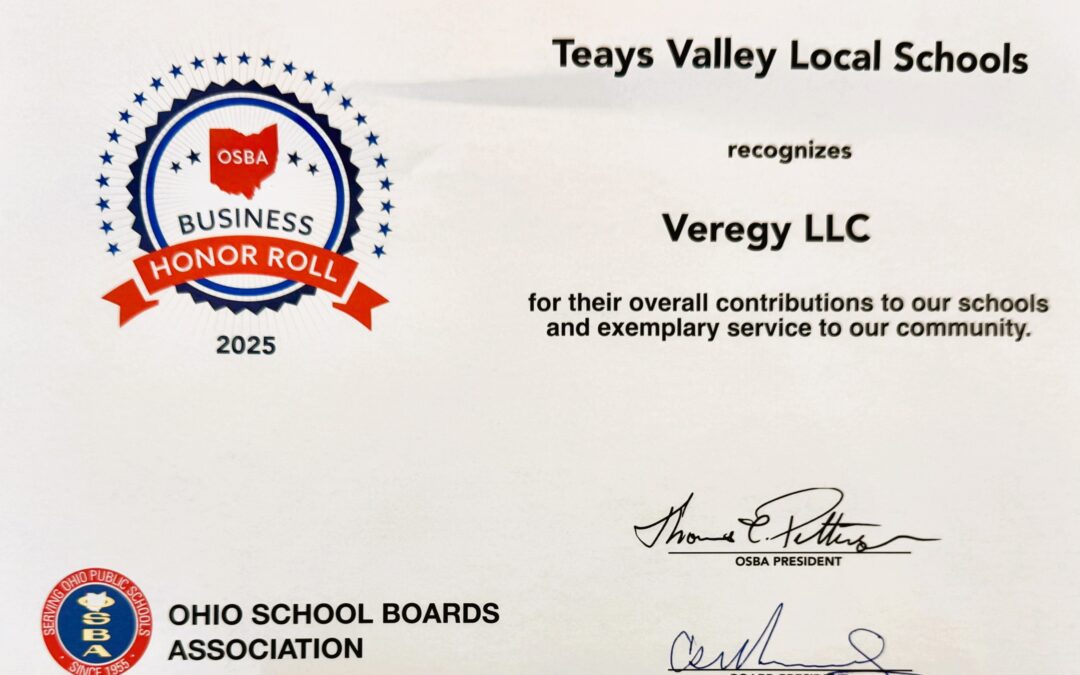 Teays Valley Local Schools
recognizes
Veregy LLC
for their overall contributions to our schools
and exemplary service to our community.
OSBA
BUSINESS
HONOR ROLL
2025
Thomas E. Patterson
OSBA PRESIDENT
SERVING OHIO PUBLIC SCHOOLS
OSBA
· SINCE 1955 ·
OHIO SCHOOL BOARDS
ASSOCIATION